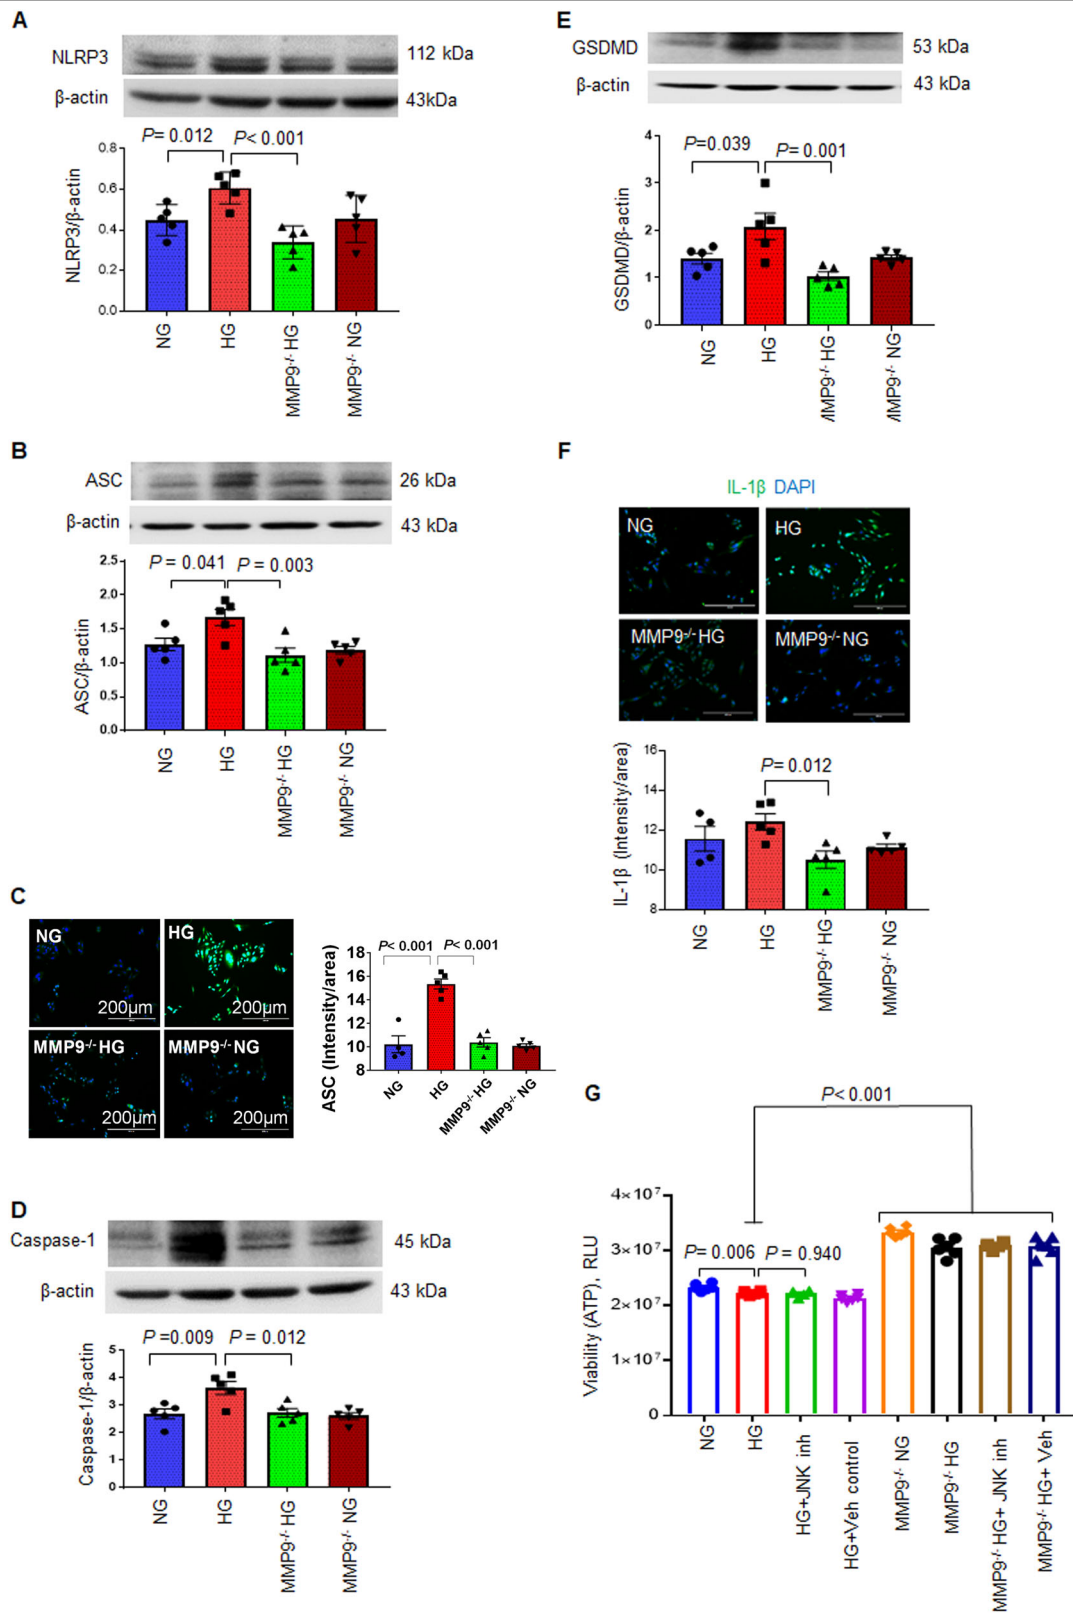 A
NLRP3
112 kDa
β-actin
43kDa
P= 0.012
P< 0.001
NLRP3/β-actin
0.8
0.6
0.4
0.2
0.0
NG
HG
MMP9-/- HG
MMP9-/- NG
B
ASC
26 kDa
β-actin
43 kDa
P = 0.041
P = 0.003
ASC/β-actin
2.5
2.0
1.5
1.0
0.5
0.0
NG
HG
MMP9-/- HG
MMP9-/- NG
C
NG
200µm
HG
200µm
MMP9-/- HG
200µm
MMP9-/- NG
200µm
P< 0.001
P< 0.001
ASC (Intensity/area)
18
16
14
12
10
8
NG
HG
MMP9-/- HG
MMP9-/- NG
D
Caspase-1
45 kDa
β-actin
43 kDa
P =0.009
P = 0.012
Caspase-1/β-actin
5
4
3
2
1
0
NG
HG
MMP9-/- HG
MMP9-/- NG
E
GSDMD
53 kDa
β-actin
43 kDa
P=0.039
P= 0.001
GSDMD/β-actin
4
3
2
1
0
NG
HG
MMP9-/- HG
MMP9-/- NG
F
IL-1β DAPI
NG
HG
MMP9-/- HG
MMP9-/- NG
P= 0.012
IL-1β (Intensity/area)
16
14
12
10
8
NG
HG
MMP9-/- HG
MMP9-/- NG
G
P< 0.001
P= 0.006
P = 0.940
Viability (ATP), RLU
4×10⁷
3×10⁷
2×10⁷
1×10⁷
0
NG
HG
HG+JNK inh
HG+Veh control
MMP9-/- NG
MMP9-/- HG
MMP9-/- HG+ JNK inh
MMP9-/- HG+ Veh